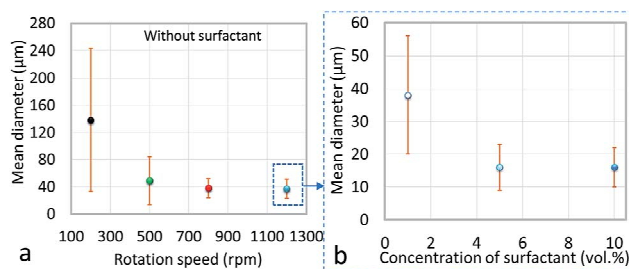 280
240
200
160
120
80
40
0
Mean diameter (µm)
Without surfactant
100 300 500 700 900 1100 1300
Rotation speed (rpm)
a
60
50
40
30
20
10
0
Mean diameter (µm)
0 2 4 6 8 10
Concentration of surfactant (vol.%)
b